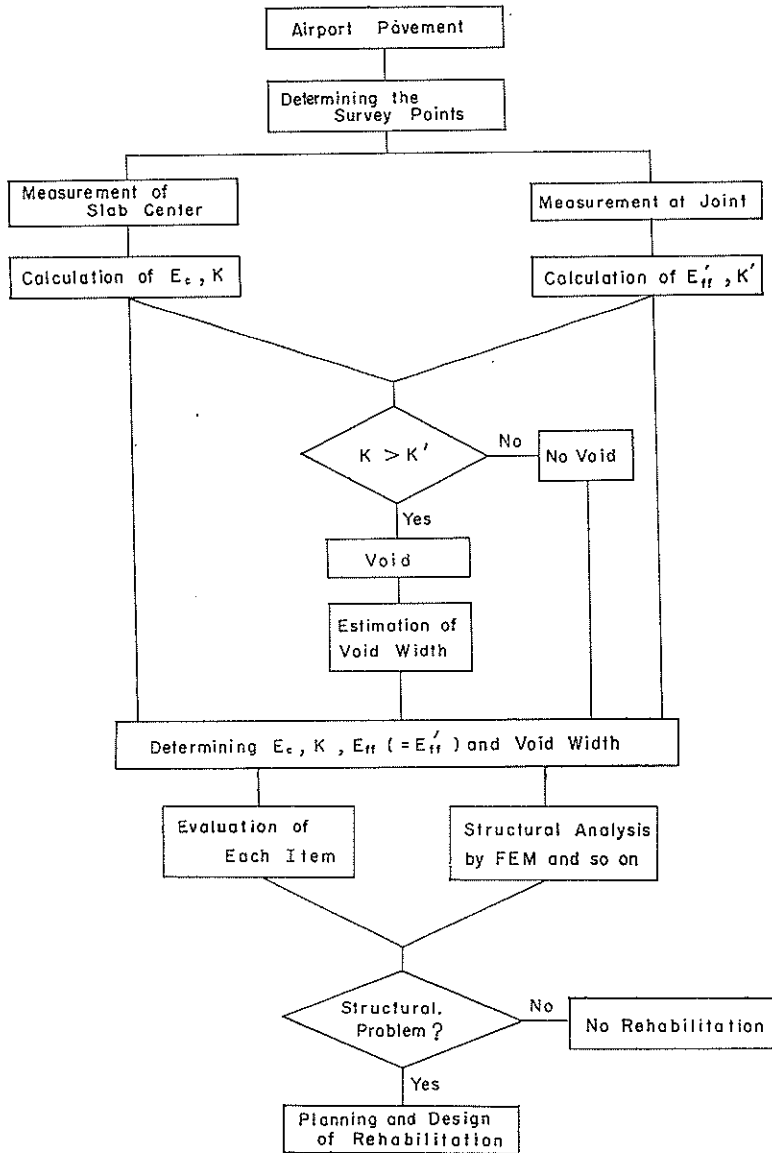 Airport Pavement
Determining the
Survey Points
Measurement of
Slab Center
Measurement at Joint
Calculation of Ec, K
Calculation of E'ff, K'
K > K'
No
No Void
Yes
Void
Estimation of
Void Width
Determining Ec, K, Eff (=E'ff) and Void Width
Evaluation of
Each Item
Structural Analysis
by FEM and so on
Structural.
Problem?
No
No Rehabilitation
Yes
Planning and Design
of Rehabilitation